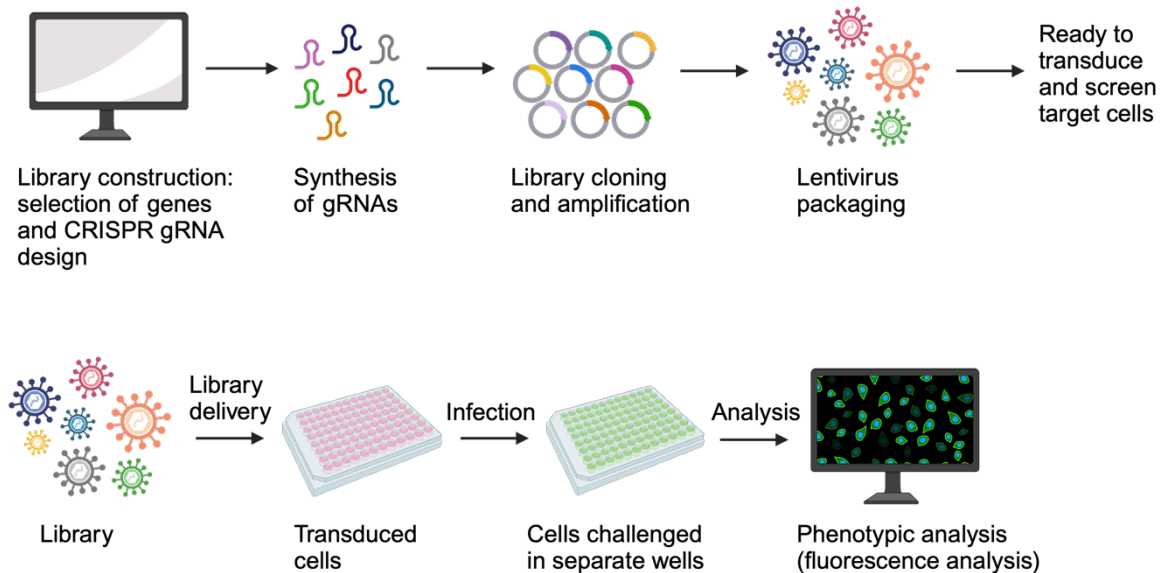 Library construction:
selection of genes
and CRISPR gRNA
design
Synthesis
of gRNAs
Library cloning
and amplification
Lentivirus
packaging
Ready to
transduce
and screen
target cells
Library
delivery
Infection
Analysis
Library
Transduced
cells
Cells challenged
in separate wells
Phenotypic analysis
(fluorescence analysis)